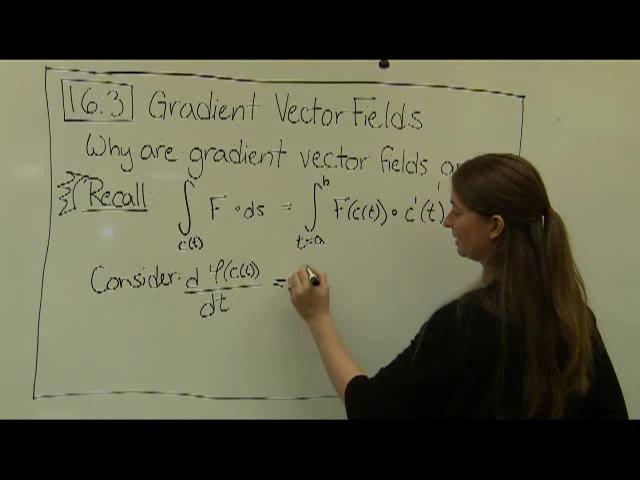 16.3 Gradient Vector Fields
Why are gradient vector fields
Recall ∫c(t) F • ds = ∫t=a^b F(c(t)) • c'(t)
Consider: d φ(c(t)) / dt =